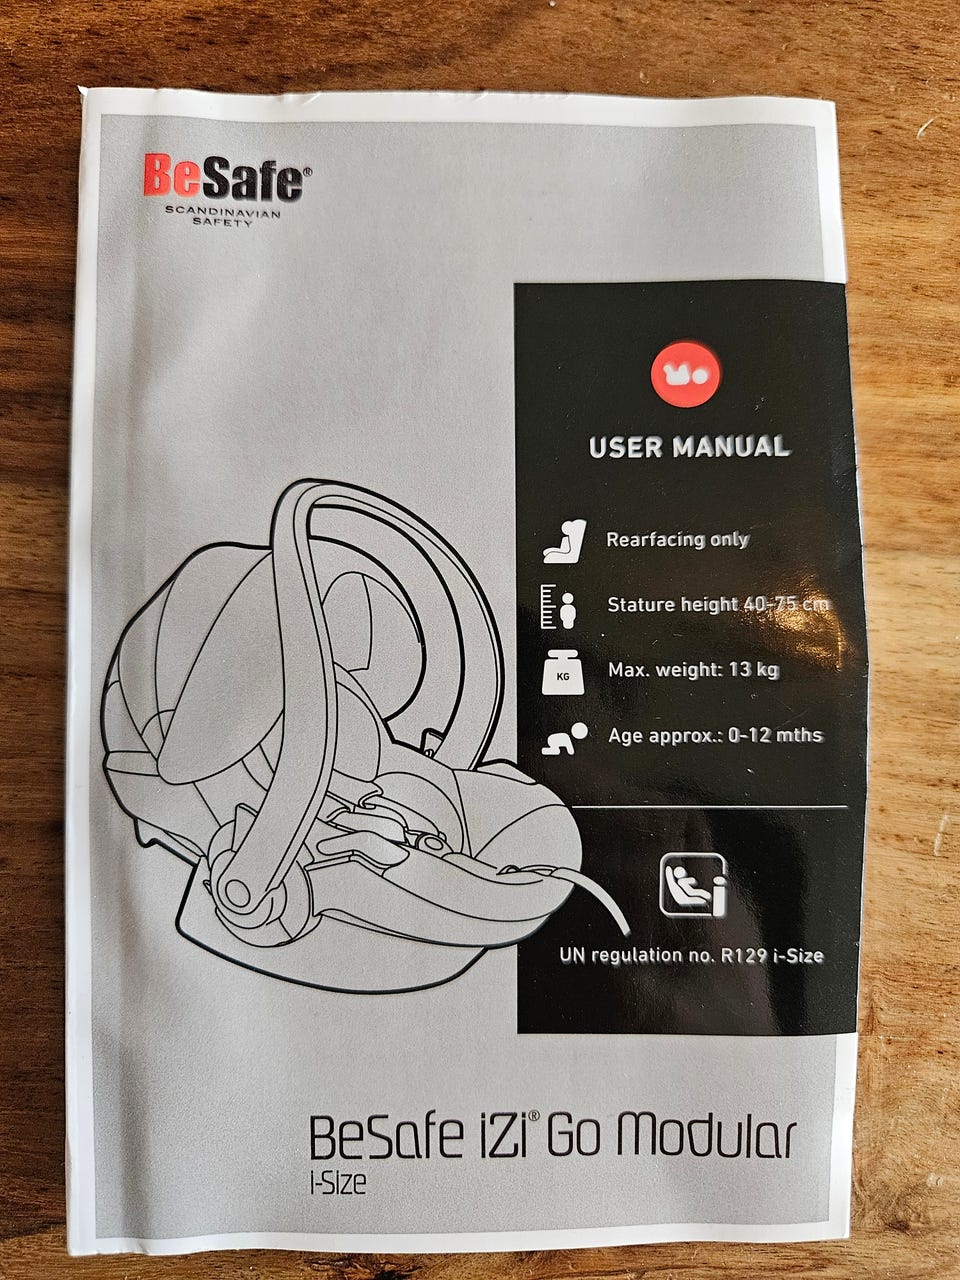 BeSafe®
SCANDINAVIAN
SAFETY
USER MANUAL
Rearfacing only
Stature height 40-75 cm
KG
Max. weight: 13 kg
Age approx.: 0-12 mths
UN regulation no. R129 i-Size
BeSafe iZi® Go Modular
i-Size